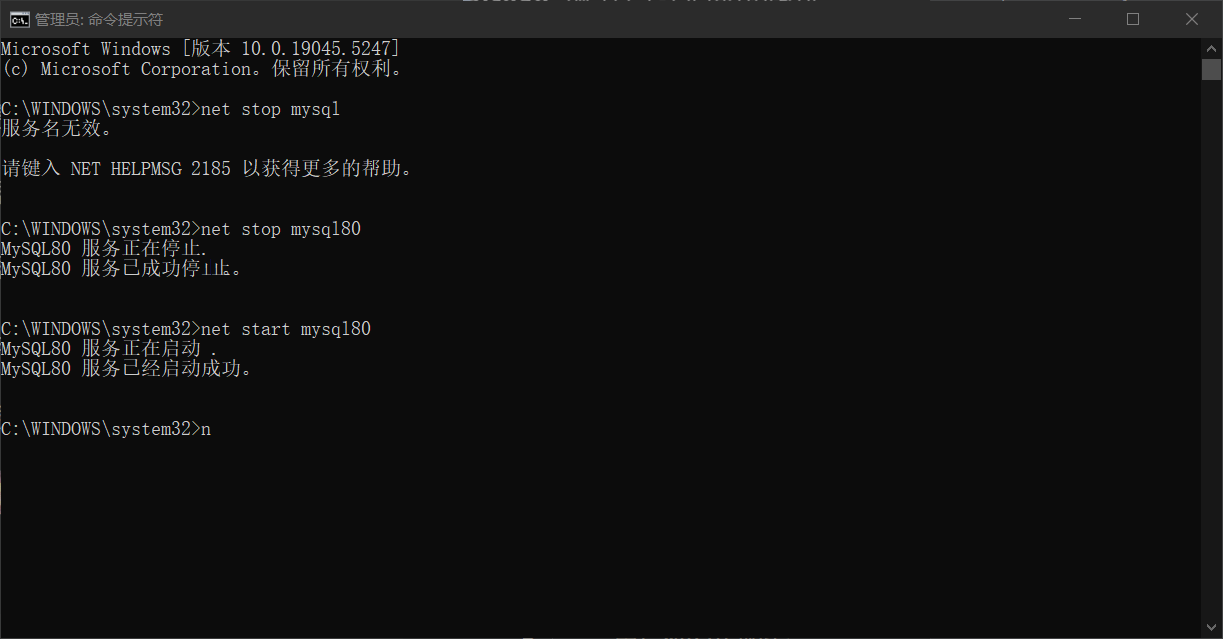 管理员: 命令提示符
Microsoft Windows [版本 10.0.19045.5247]
(c) Microsoft Corporation。保留所有权利。
C:\WINDOWS\system32>net stop mysql
服务名无效。
请键入 NET HELPMSG 2185 以获得更多的帮助。
C:\WINDOWS\system32>net stop mysql80
MySQL80 服务正在停止.
MySQL80 服务已成功停止。
C:\WINDOWS\system32>net start mysql80
MySQL80 服务正在启动 .
MySQL80 服务已经启动成功。
C:\WINDOWS\system32>n